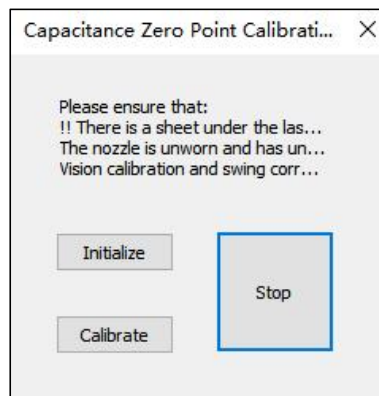 Capacitance Zero Point Calibrati...
Please ensure that:
!! There is a sheet under the las...
The nozzle is unworn and has un...
Vision calibration and swing corr...
Initialize
Stop
Calibrate